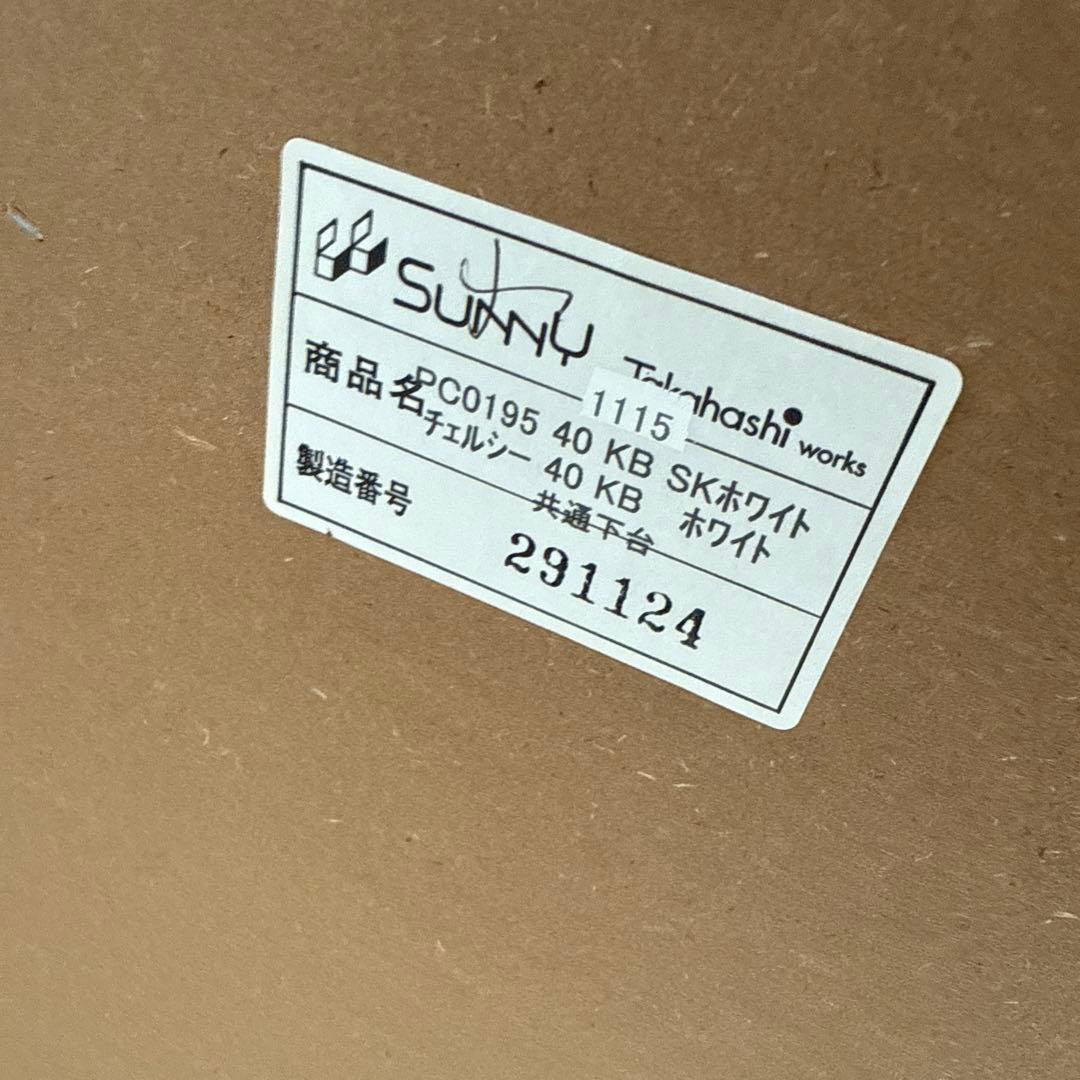 SUNNY Takahashi works
1115
商品名 PC0195 40 KB SKホワイト
チェルシー 40 KB ホワイト
共通下台
製造番号 291124